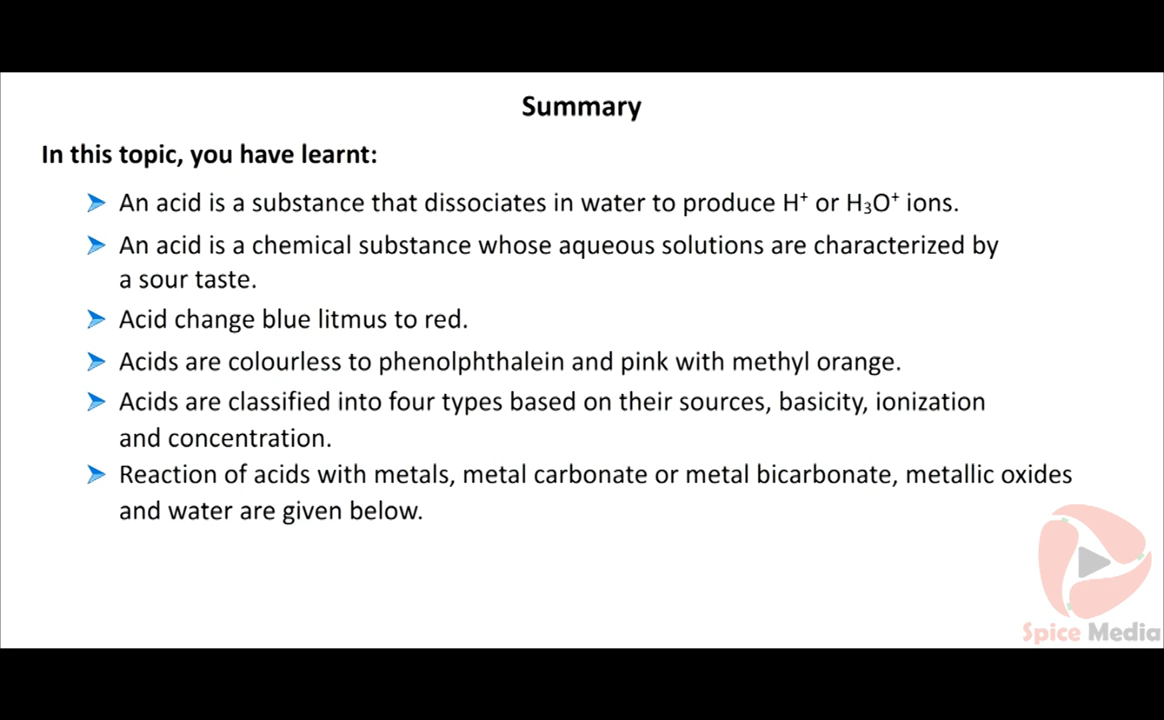 Summary
In this topic, you have learnt:
An acid is a substance that dissociates in water to produce H⁺ or H₃O⁺ ions.
An acid is a chemical substance whose aqueous solutions are characterized by
a sour taste.
Acid change blue litmus to red.
Acids are colourless to phenolphthalein and pink with methyl orange.
Acids are classified into four types based on their sources, basicity, ionization
and concentration.
Reaction of acids with metals, metal carbonate or metal bicarbonate, metallic oxides
and water are given below.
Spice Media